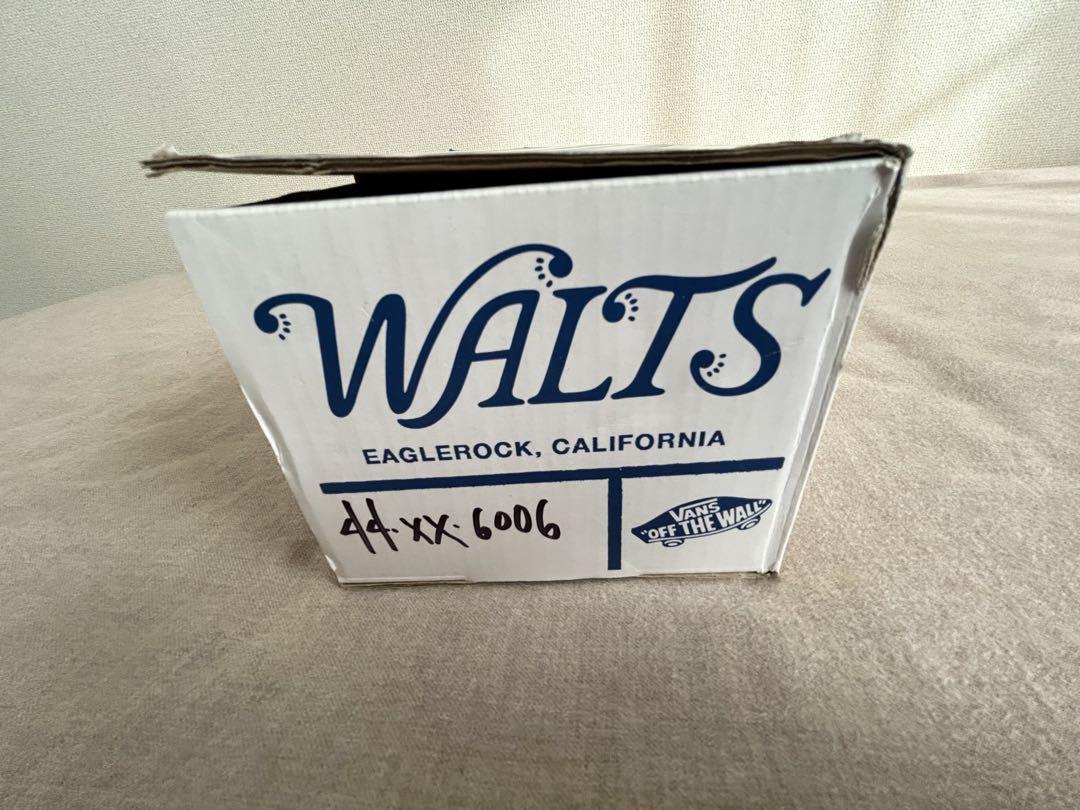 WALTS
EAGLEROCK, CALIFORNIA
44·XX·6006
VANS
"OFF THE WALL"